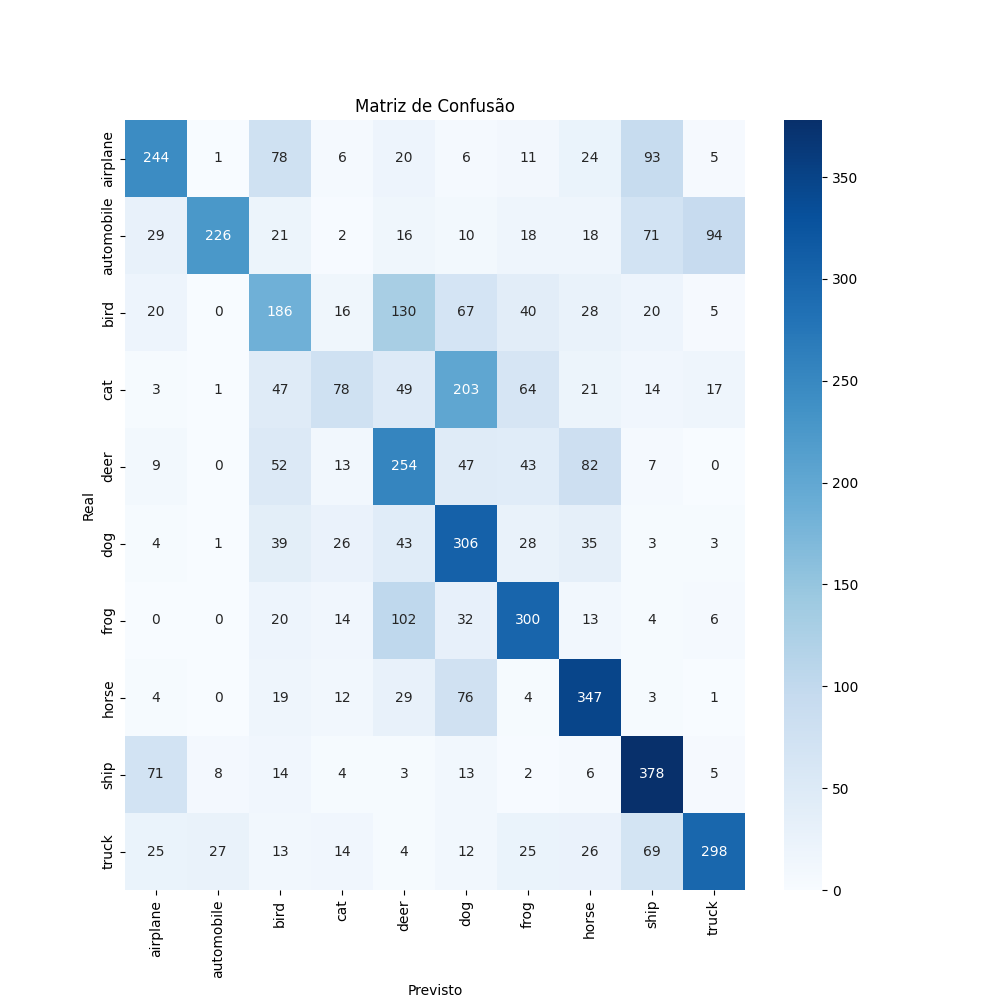 Matriz de Confusão
airplane 244 1 78 6 20 6 11 24 93 5
automobile 29 226 21 2 16 10 18 18 71 94
bird 20 0 186 16 130 67 40 28 20 5
cat 3 1 47 78 49 203 64 21 14 17
deer 9 0 52 13 254 47 43 82 7 0
Real
dog 4 1 39 26 43 306 28 35 3 3
frog 0 0 20 14 102 32 300 13 4 6
horse 4 0 19 12 29 76 4 347 3 1
ship 71 8 14 4 3 13 2 6 378 5
truck 25 27 13 14 4 12 25 26 69 298
airplane automobile bird cat deer dog frog horse ship truck
Previsto
350
300
250
200
150
100
50
0